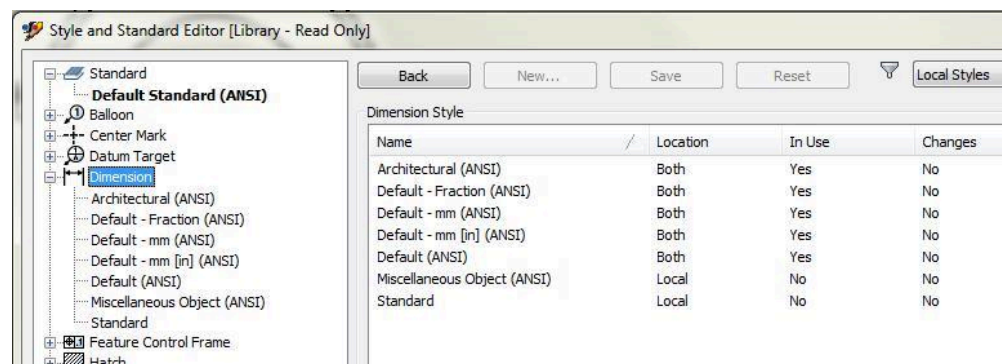 Style and Standard Editor [Library - Read Only]
Standard
Default Standard (ANSI)
Balloon
Center Mark
Datum Target
Dimension
Architectural (ANSI)
Default - Fraction (ANSI)
Default - mm (ANSI)
Default - mm [in] (ANSI)
Default (ANSI)
Miscellaneous Object (ANSI)
Standard
Feature Control Frame
Hatch
Back New... Save Reset Local Styles
Dimension Style
Name Location In Use Changes
Architectural (ANSI) Both Yes No
Default - Fraction (ANSI) Both Yes No
Default - mm (ANSI) Both Yes No
Default - mm [in] (ANSI) Both Yes No
Default (ANSI) Both Yes No
Miscellaneous Object (ANSI) Local No No
Standard Local No No